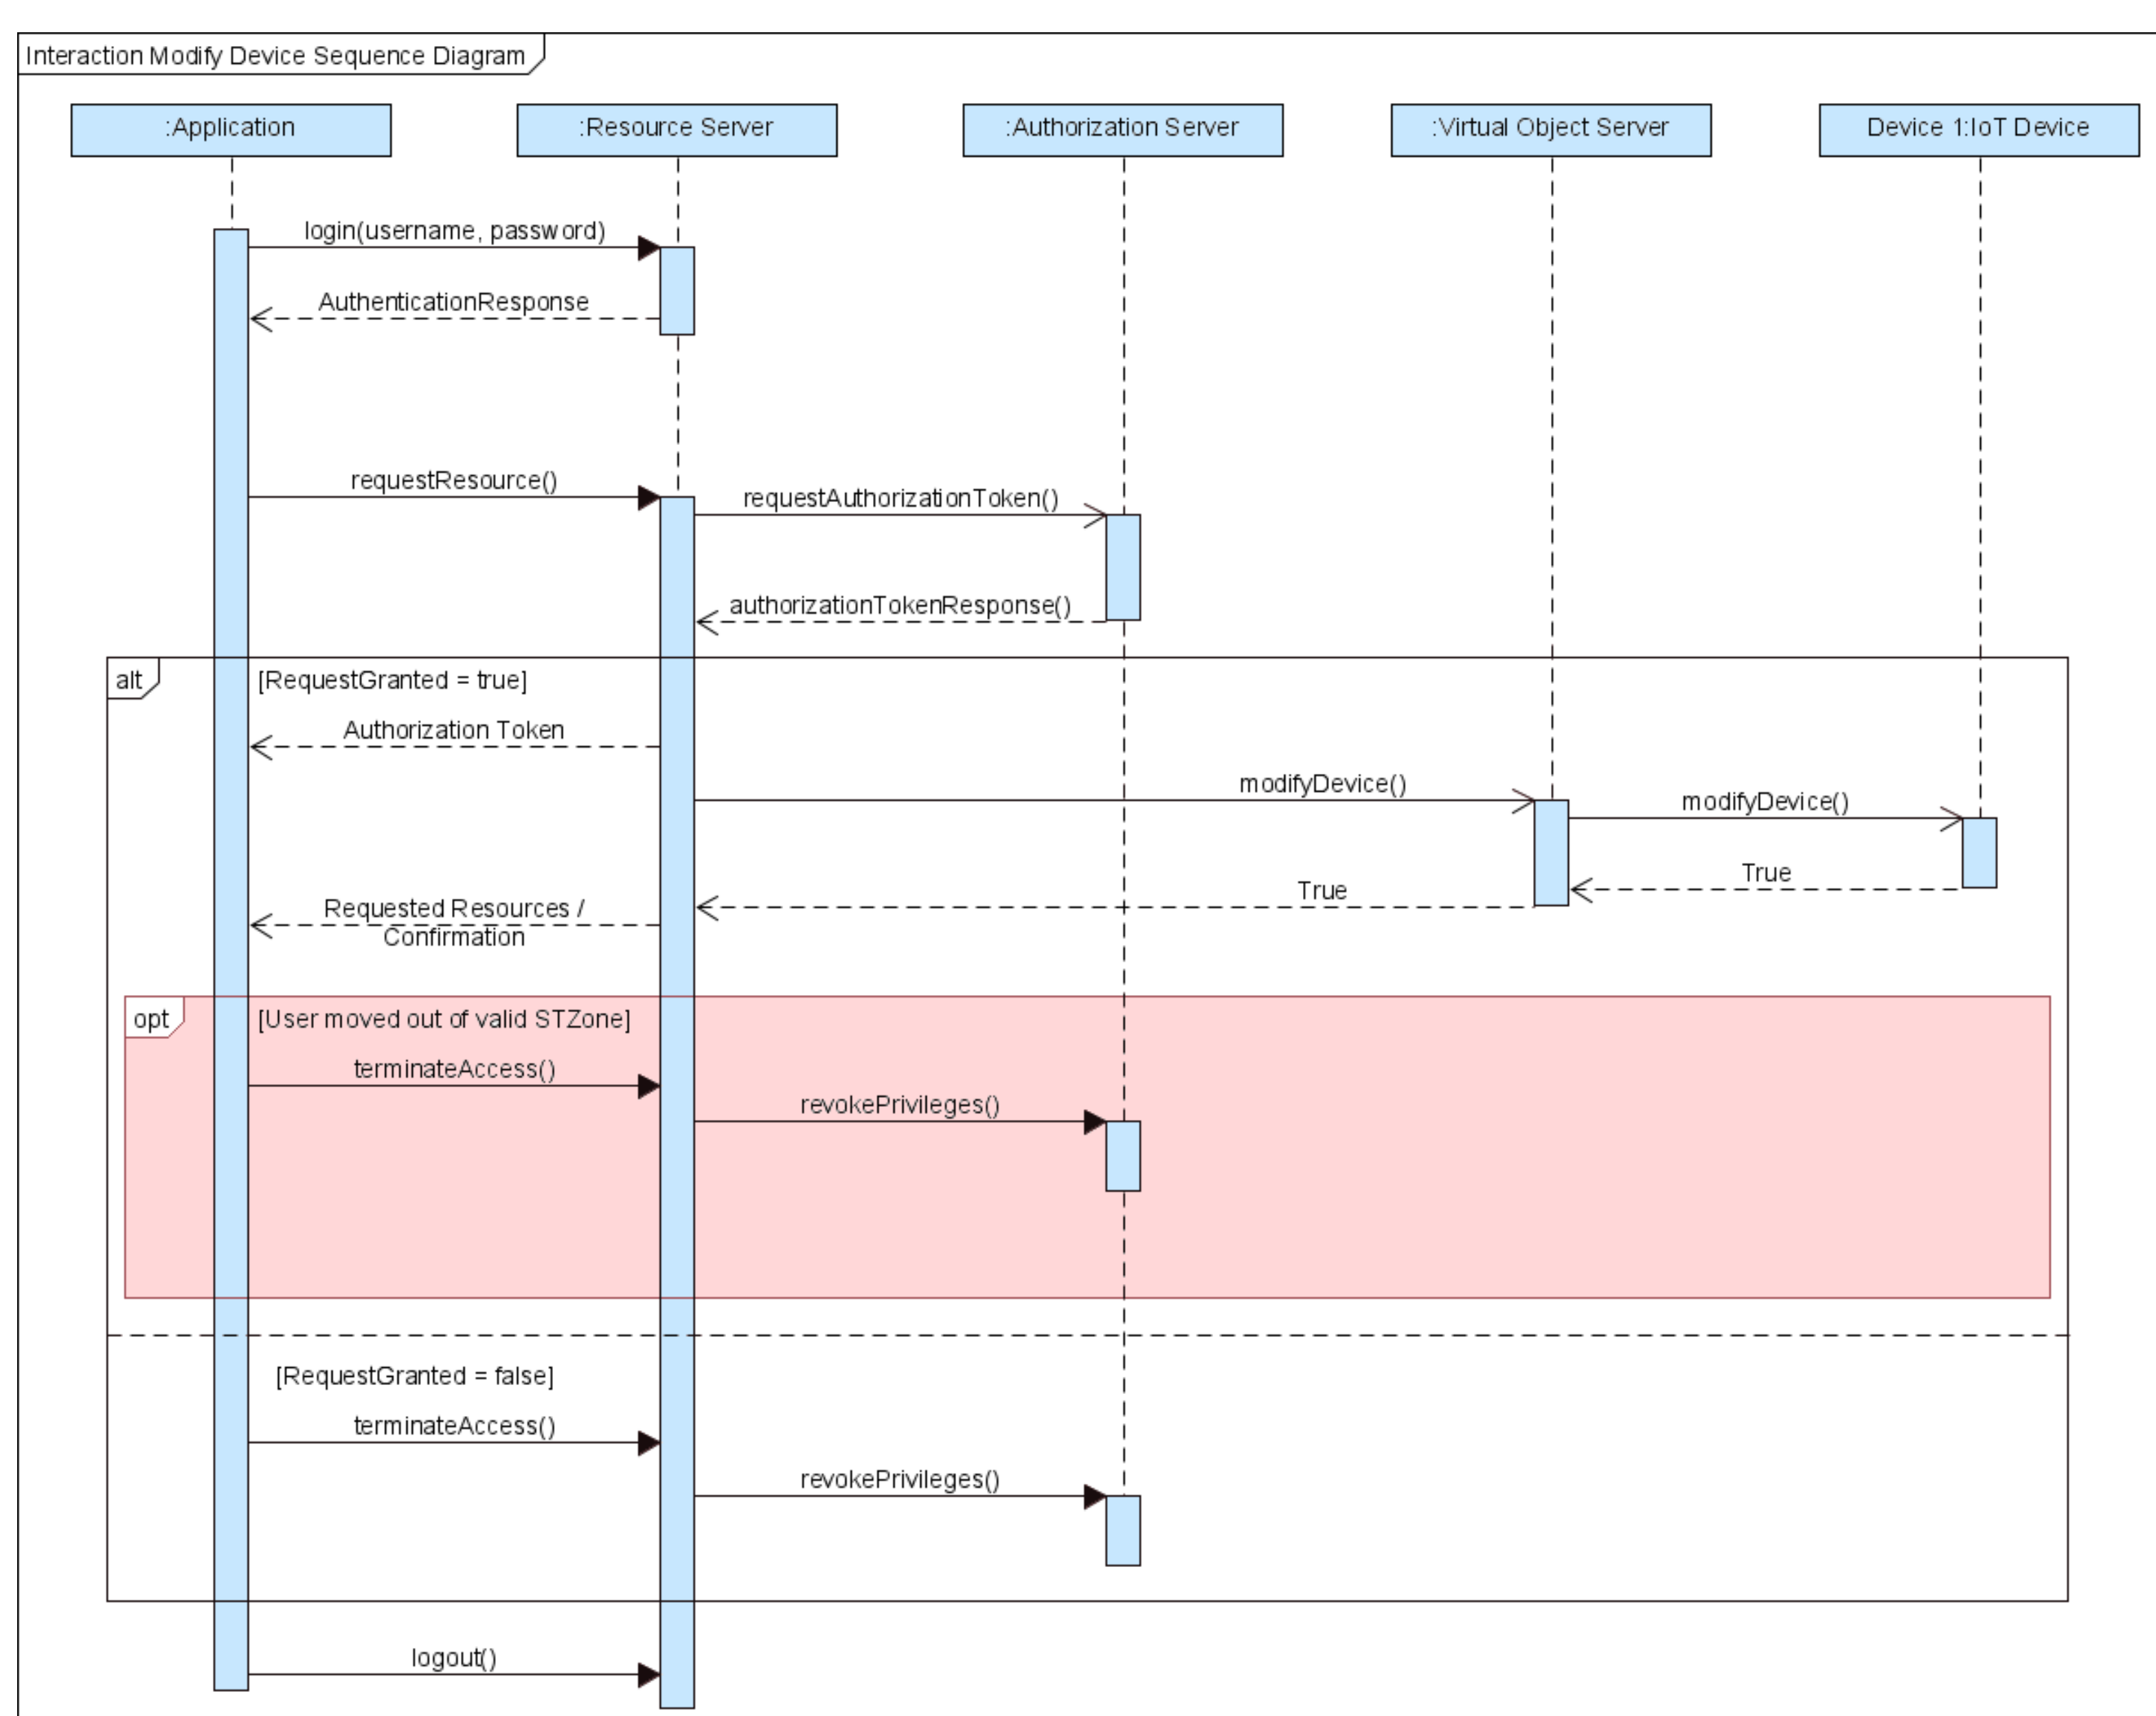 Interaction Modify Device Sequence Diagram
:Application
:Resource Server
:Authorization Server
:Virtual Object Server
Device 1:IoT Device
login(username, password)
AuthenticationResponse
requestResource()
requestAuthorizationToken()
authorizationTokenResponse()
alt
[RequestGranted = true]
Authorization Token
modifyDevice()
modifyDevice()
True
True
Requested Resources /
Confirmation
opt
[User moved out of valid STZone]
terminateAccess()
revokePrivileges()
[RequestGranted = false]
terminateAccess()
revokePrivileges()
logout()